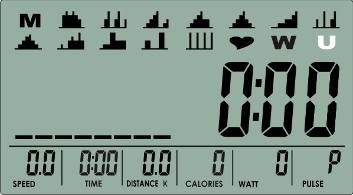 M
W U
0:00
0.0 0:00 0.0 0 0 P
SPEED TIME DISTANCE K CALORIES WATT PULSE